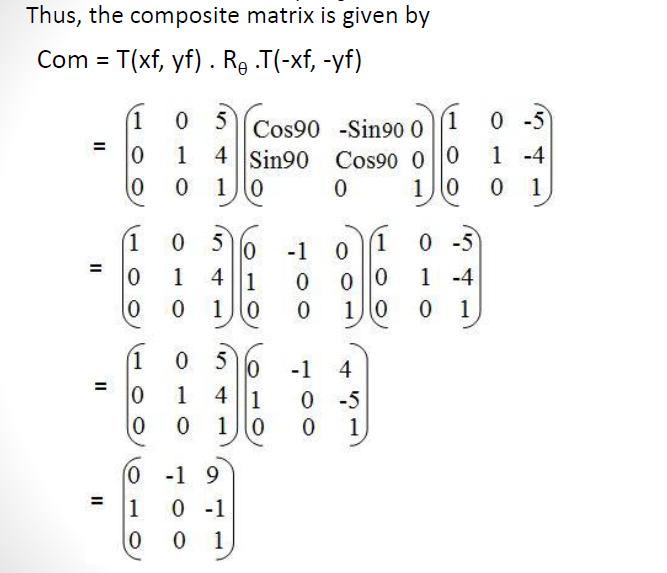 Thus, the composite matrix is given by
Com = T(xf, yf) . Rθ .T(-xf, -yf)
1 0 5 Cos90 -Sin90 0 1 0 -5
= 0 1 4 Sin90 Cos90 0 0 1 -4
0 0 1 0 0 1 0 0 1
1 0 5 0 -1 0 1 0 -5
= 0 1 4 1 0 0 0 1 -4
0 0 1 0 0 1 0 0 1
1 0 5 0 -1 4
= 0 1 4 1 0 -5
0 0 1 0 0 1
0 -1 9
= 1 0 -1
0 0 1